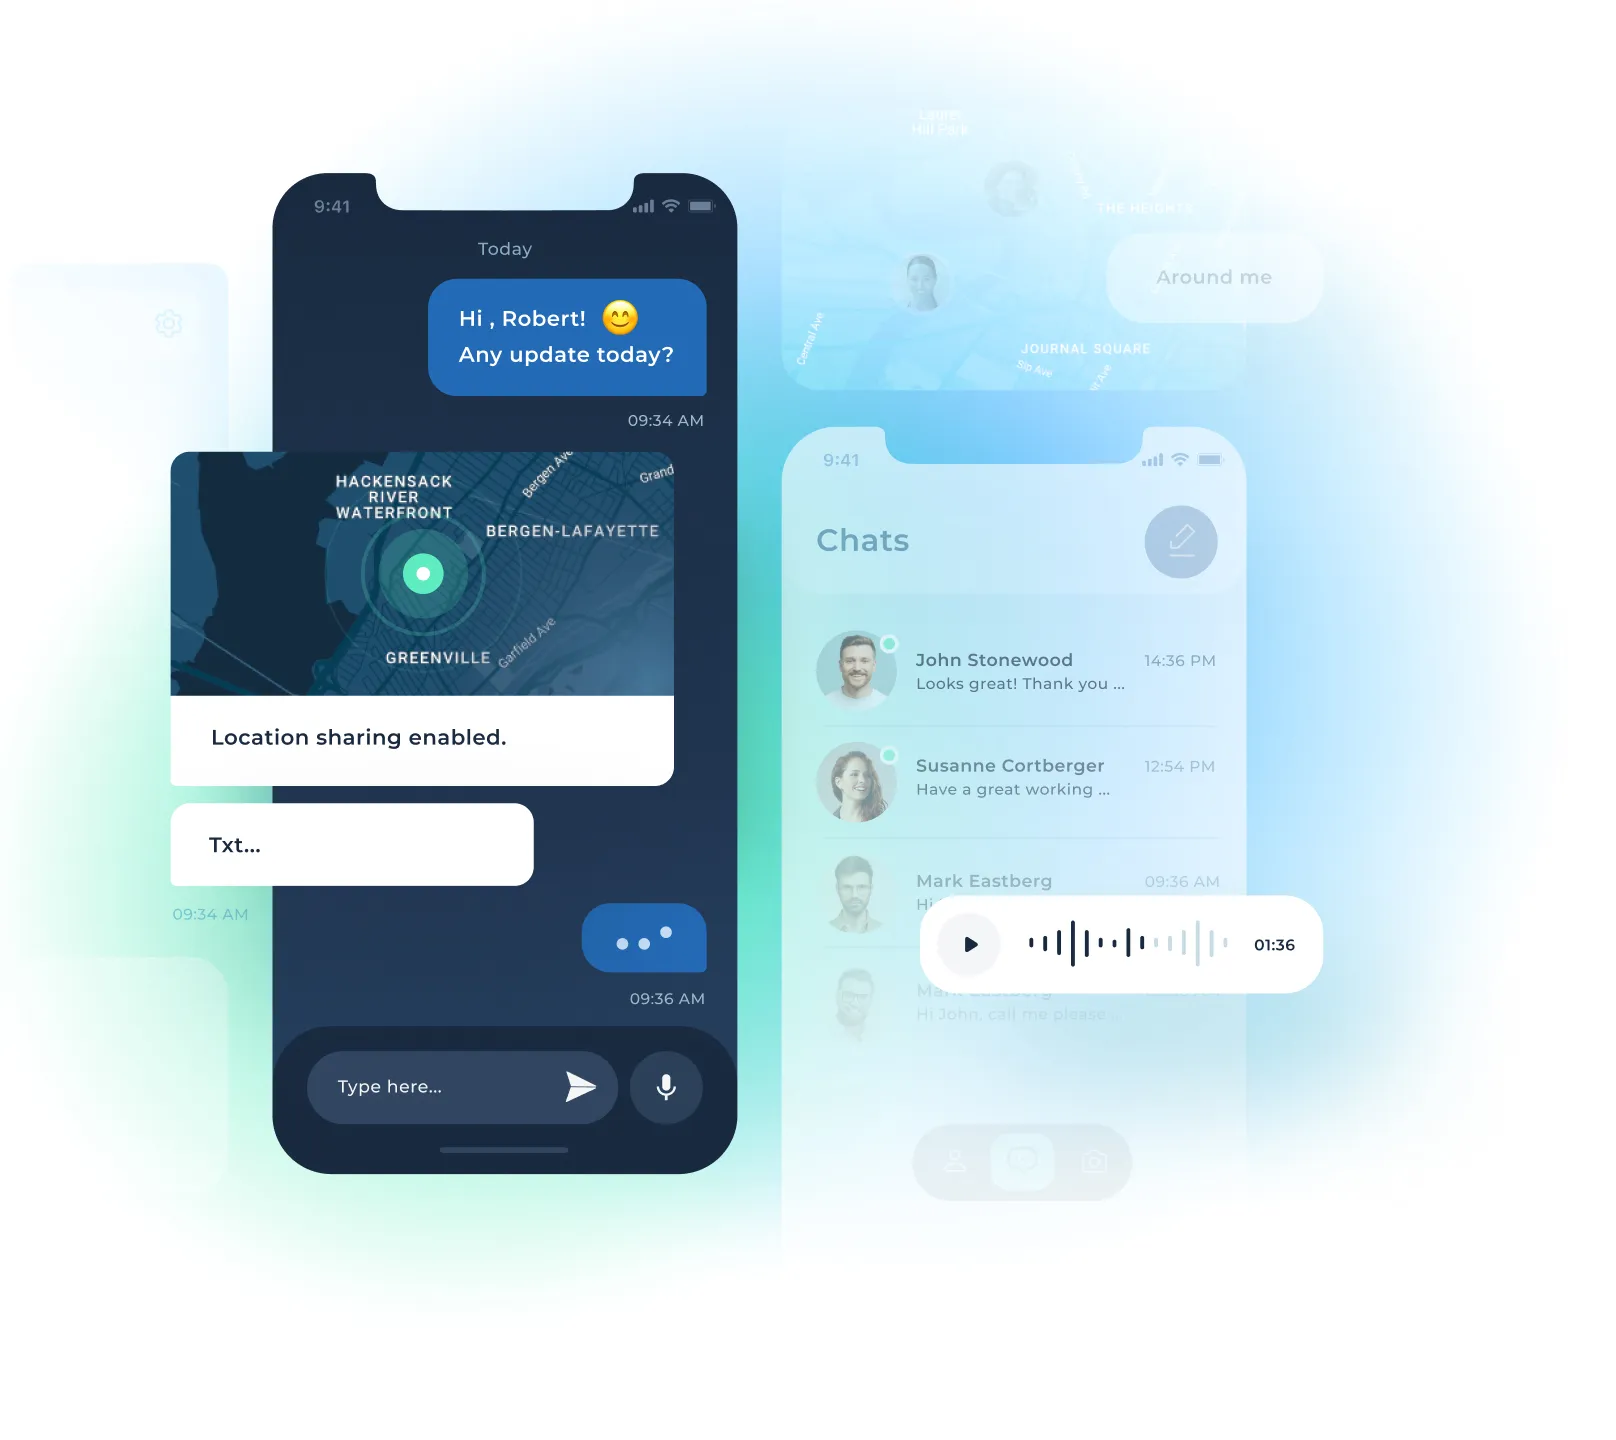 9:41
Today
Hi , Robert! 😊
Any update today?
09:34 AM
HACKENSACK
RIVER
WATERFRONT
Bergen Ave
Grand
BERGEN-LAFAYETTE
GREENVILLE
Garfield Ave
Location sharing enabled.
Txt...
09:34 AM
09:36 AM
Type here...
Hill Park
THE HEIGHTS
Around me
Central Ave
JOURNAL SQUARE
Sip Ave
9:41
Chats
John Stonewood
14:36 PM
Looks great! Thank you ...
Susanne Cortberger
12:54 PM
Have a great working ...
Mark Eastberg
09:36 AM
Hi
01:36
Mark Eastberg
Hi John, call me please ...